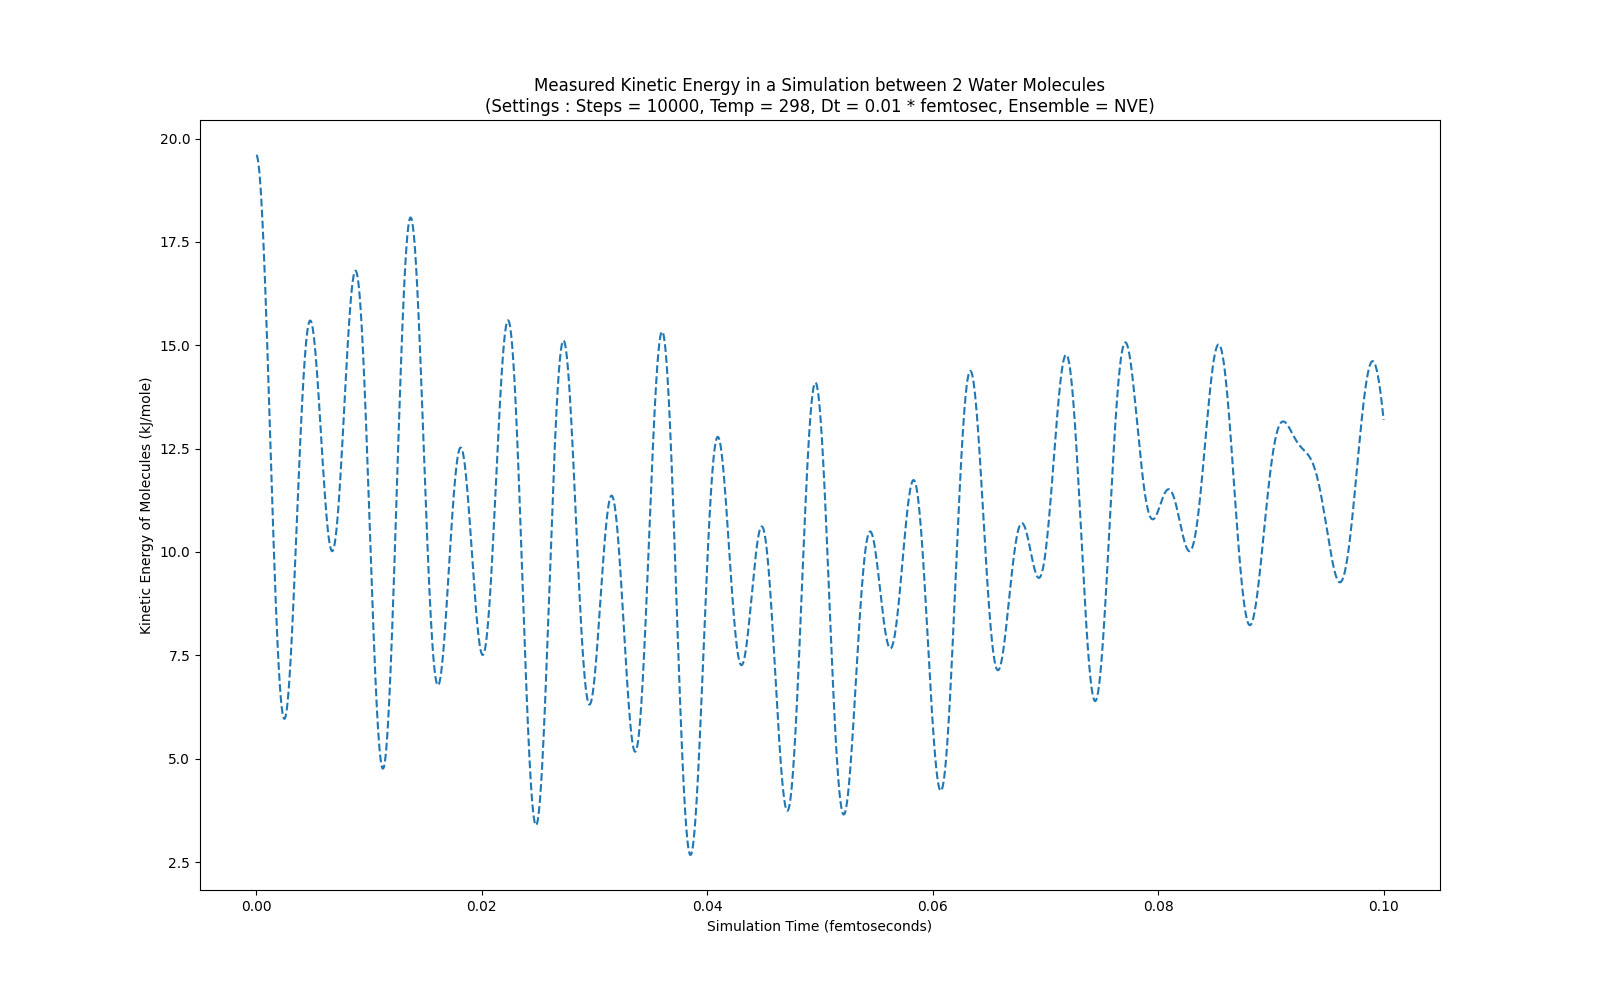 Measured Kinetic Energy in a Simulation between 2 Water Molecules
(Settings : Steps = 10000, Temp = 298, Dt = 0.01 * femtosec, Ensemble = NVE)
Kinetic Energy of Molecules (kJ/mole)
20.0
17.5
15.0
12.5
10.0
7.5
5.0
2.5
0.00 0.02 0.04 0.06 0.08 0.10
Simulation Time (femtoseconds)